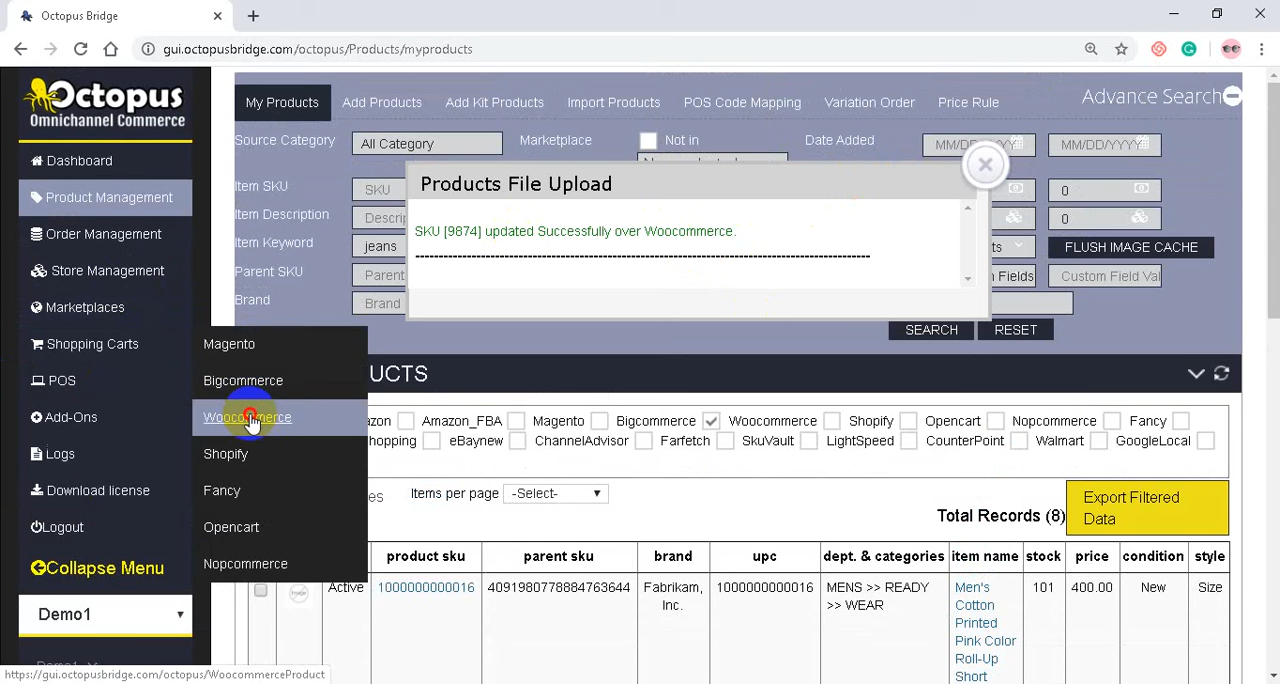 Octopus Bridge
gui.octopusbridge.com/octopus/Products/myproducts
Octopus
Omnichannel Commerce
Dashboard
Product Management
Order Management
Store Management
Marketplaces
Shopping Carts
POS
Add-Ons
Logs
Download license
Logout
Collapse Menu
Demo1
Magento
Bigcommerce
Woocommerce
Shopify
Fancy
Opencart
Nopcommerce
My Products Add Products Add Kit Products Import Products POS Code Mapping Variation Order Price Rule
Advance Search
Source Category All Category Marketplace Not in Date Added MM/DD/YYYY MM/DD/YYYY
Item SKU SKU 0
Item Description 0
Item Keyword jeans FLUSH IMAGE CACHE
Parent SKU Parent Fields Custom Field Val
Brand Brand
Products File Upload
SKU [9874] updated Successfully over Woocommerce.
SEARCH RESET
UCTS
Amazon_FBA Magento Bigcommerce Woocommerce Shopify Opencart Nopcommerce Fancy
hopping eBaynew ChannelAdvisor Farfetch SkuVault LightSpeed CounterPoint Walmart GoogleLocal
Items per page -Select-
Total Records (8)
Export Filtered
Data
product sku parent sku brand upc dept. & categories item name stock price condition style
Active 1000000000016 4091980778884763644 Fabrikam, 1000000000016 MENS >> READY Men's 101 400.00 New Size
Inc. >> WEAR Cotton
Printed
Pink Color
Roll-Up
Short
https://gui.octopusbridge.com/octopus/WoocommerceProduct